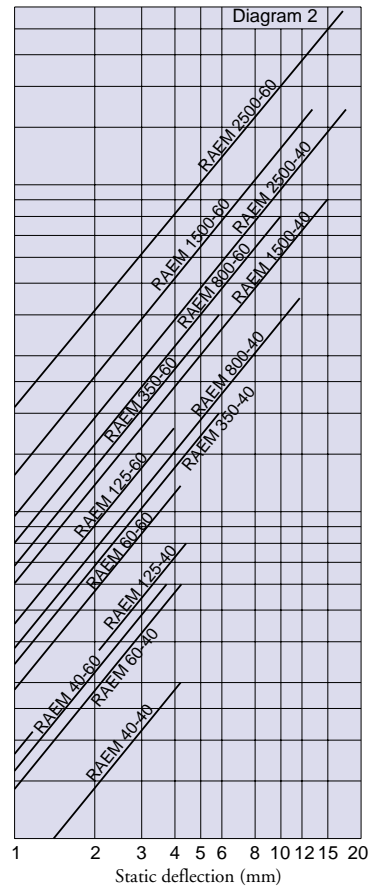 Diagram 2
RAEM 2500-60
RAEM 1500-60
RAEM 2500-40
RAEM 800-60
RAEM 1500-40
RAEM 350-60
RAEM 800-40
RAEM 350-40
RAEM 125-60
RAEM 60-60
RAEM 125-40
RAEM 40-60
RAEM 60-40
RAEM 40-40
1 2 3 4 5 6 8 10 12 15 20
Static deflection (mm)